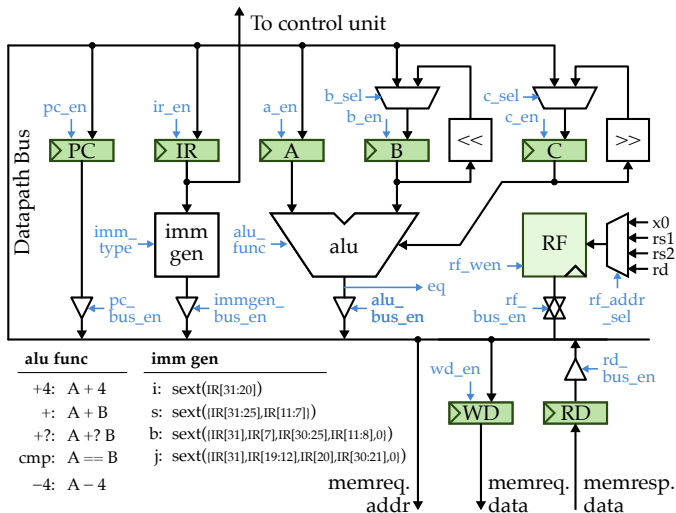 To control unit
Datapath Bus
pc_en
ir_en
a_en
b_sel
b_en
c_sel
c_en
PC
IR
A
B
<<
C
>>
imm_
type
imm
gen
alu_
func
alu
RF
x0
rs1
rs2
rd
rf_wen
eq
pc_
bus_en
immgen_
bus_en
alu_
bus_en
rf_
bus_en
rf_addr
_sel
alu func
+4: A + 4
+: A + B
+?: A +? B
cmp: A == B
−4: A − 4
imm gen
i: sext(IR[31:20])
s: sext({IR[31:25],IR[11:7]})
b: sext({IR[31],IR[7],IR[30:25],IR[11:8],0})
j: sext({IR[31],IR[19:12],IR[20],IR[30:21],0})
wd_en
rd_
bus_en
WD
RD
memreq.
addr
memreq.
data
memresp.
data